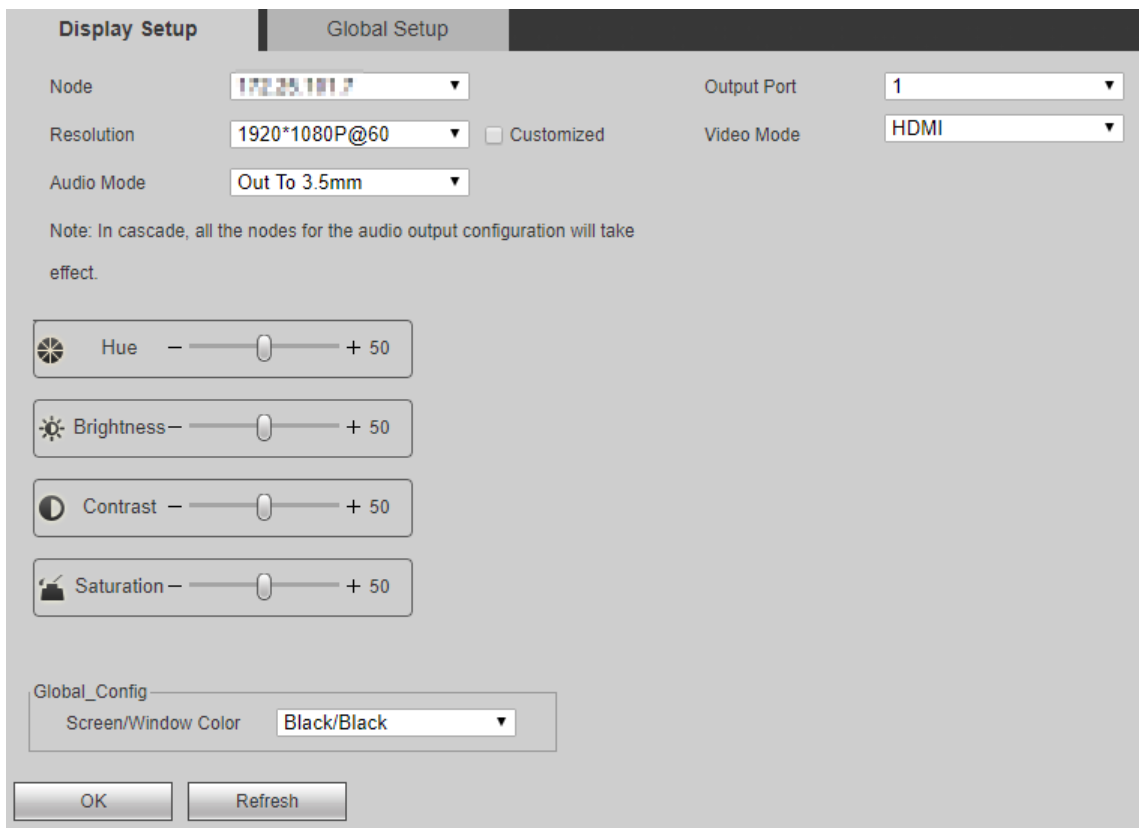 Display Setup Global Setup
Node Output Port 1
Resolution 1920*1080P@60 Customized Video Mode HDMI
Audio Mode Out To 3.5mm
Note: In cascade, all the nodes for the audio output configuration will take
effect.
Hue − + 50
Brightness − + 50
Contrast − + 50
Saturation − + 50
Global_Config
Screen/Window Color Black/Black
OK Refresh